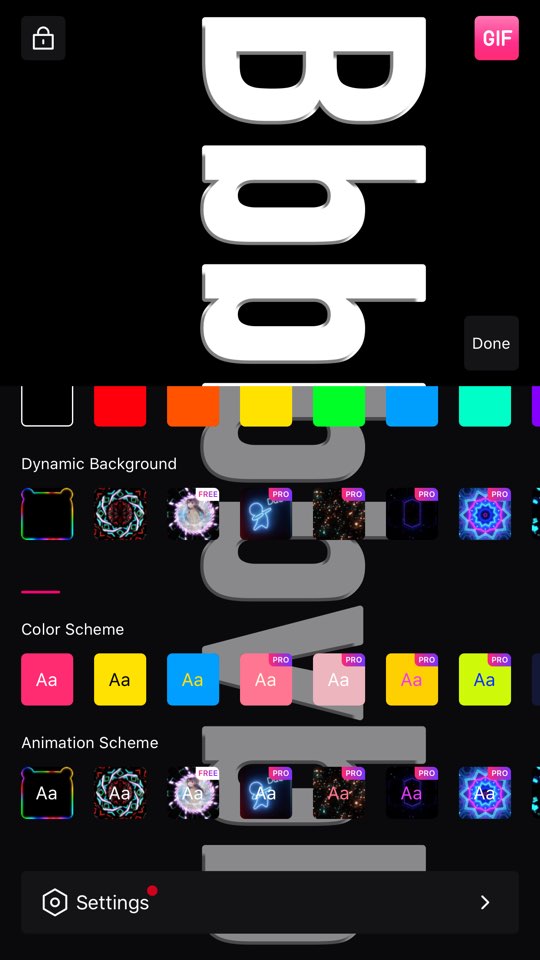 GIF
Bbb
Done
Dynamic Background
FREE PRO PRO PRO PRO
Color Scheme
Aa Aa Aa Aa Aa Aa Aa
PRO PRO PRO PRO
Animation Scheme
Aa Aa Aa Aa Aa Aa Aa
FREE PRO PRO PRO PRO
Settings